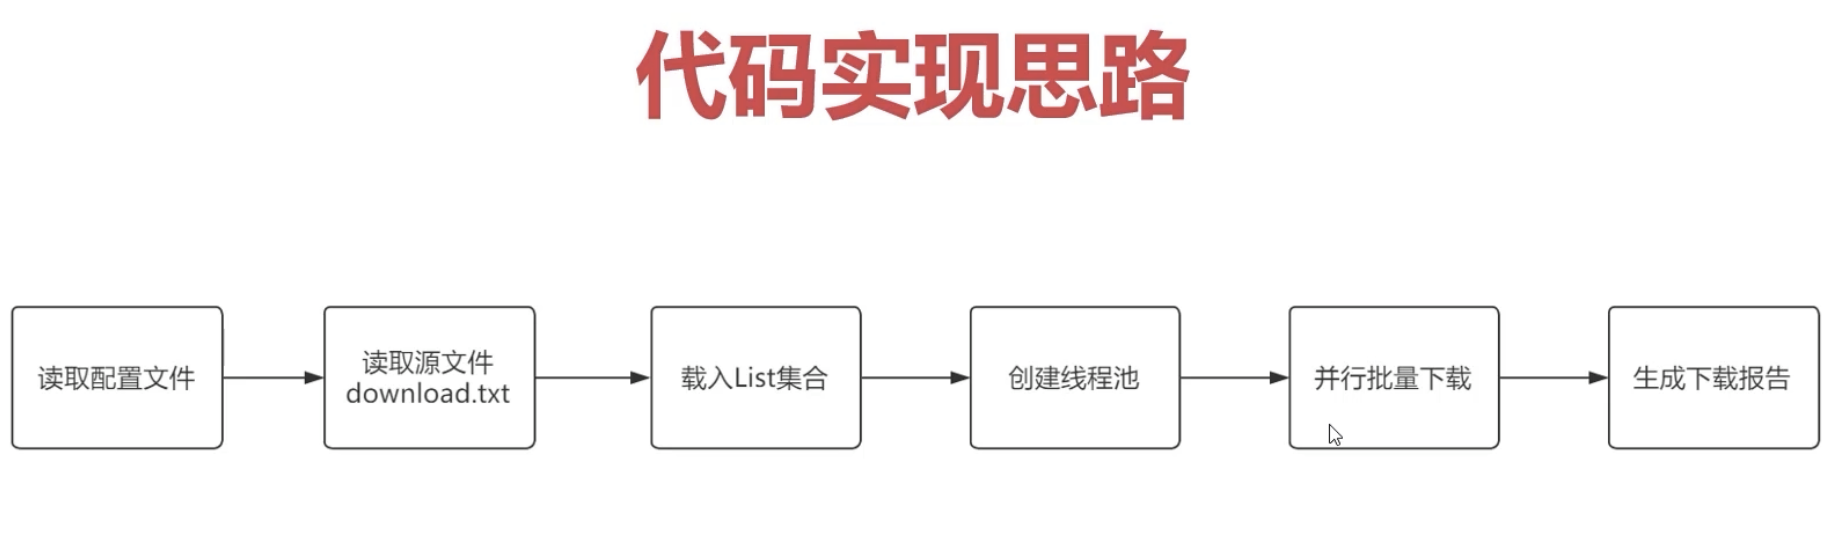 代码实现思路
读取配置文件
读取源文件
download.txt
载入List集合
创建线程池
并行批量下载
生成下载报告